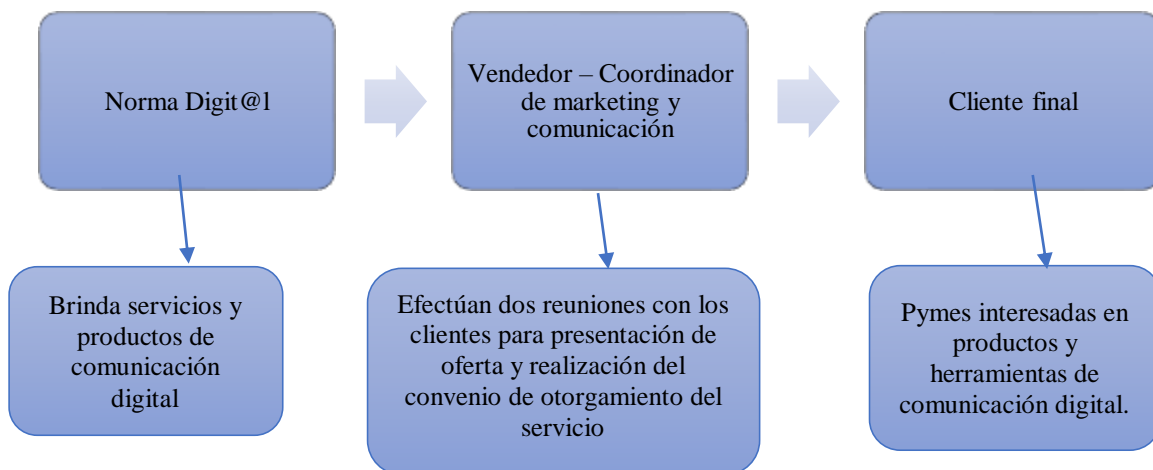 Norma Digit@l
Vendedor – Coordinador
de marketing y
comunicación
Cliente final
Brinda servicios y
productos de
comunicación
digital
Efectúan dos reuniones con los
clientes para presentación de
oferta y realización del
convenio de otorgamiento del
servicio
Pymes interesadas en
productos y
herramientas de
comunicación digital.